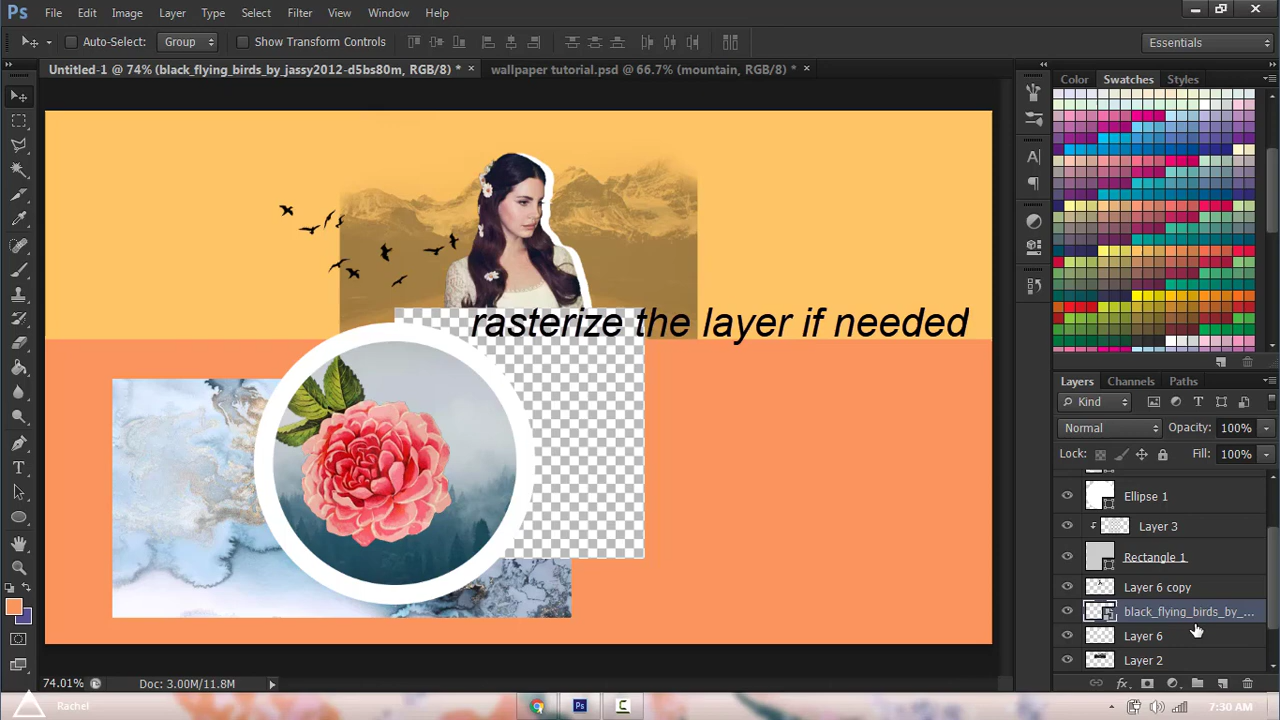 Ps File Edit Image Layer Type Select Filter 3D View Window Help
Auto-Select: Group Show Transform Controls Essentials
Untitled-1 @ 74% (black_flying_birds_by_jassy2012-d5bs80m, RGB/8) * × wallpaper tutorial.psd @ 66.7% (mountain, RGB/8) * ×
Color Swatches Styles
rasterize the layer if needed
Layers Channels Paths
Kind
Normal Opacity: 100%
Lock: Fill: 100%
Ellipse 1
Layer 3
Rectangle 1
Layer 6 copy
black_flying_birds_by_...
Layer 6
Layer 2
74.01% Doc: 3.00M/11.8M
Rachel Ps 7:30 AM